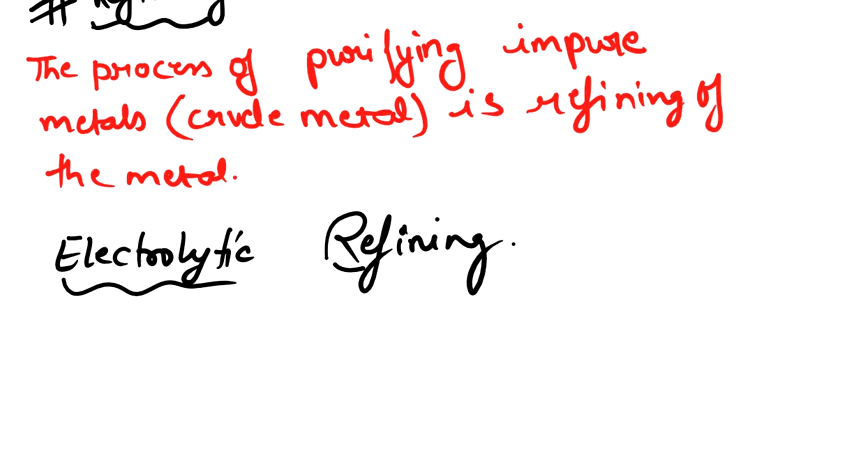 #
The process of purifying impure
metals (crude metal) is refining of
the metal.
Electrolytic Refining.